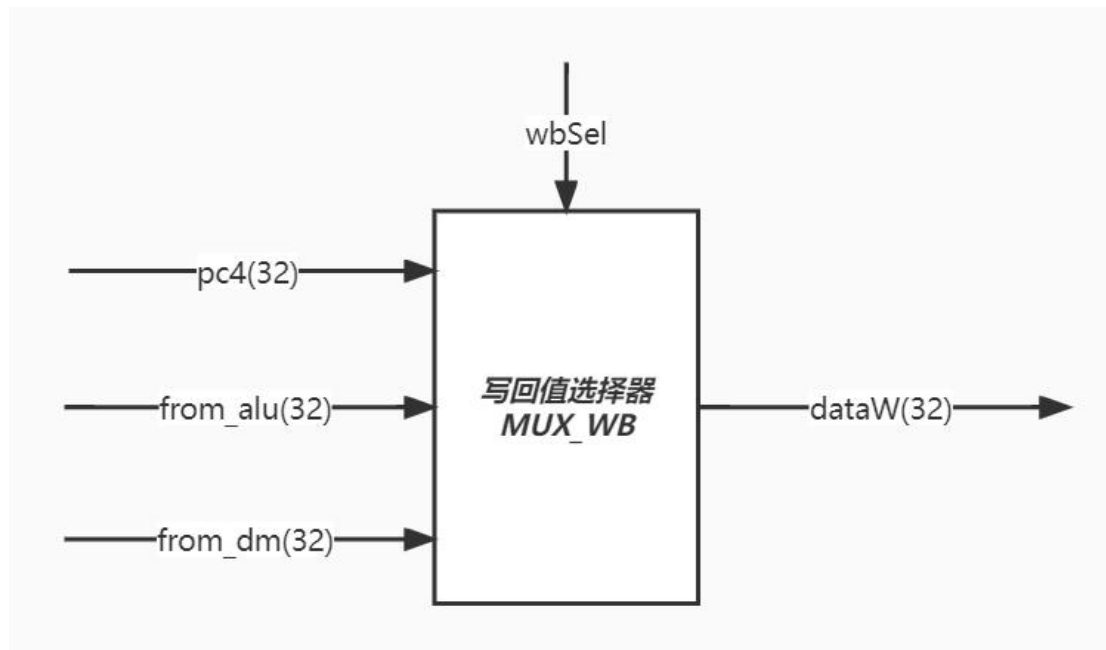 wbSel
pc4(32)
from_alu(32)
写回值选择器
MUX_WB
dataW(32)
from_dm(32)